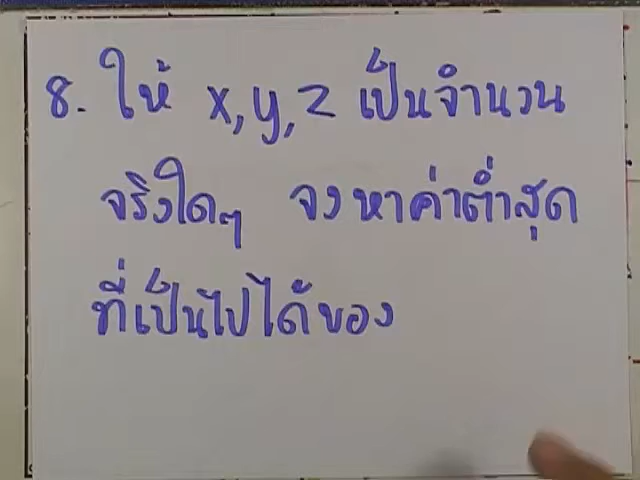 8. ให้ x,y,z เป็นจำนวน
จริงใดๆ จงหาค่าต่ำสุด
ที่เป็นไปได้ของ